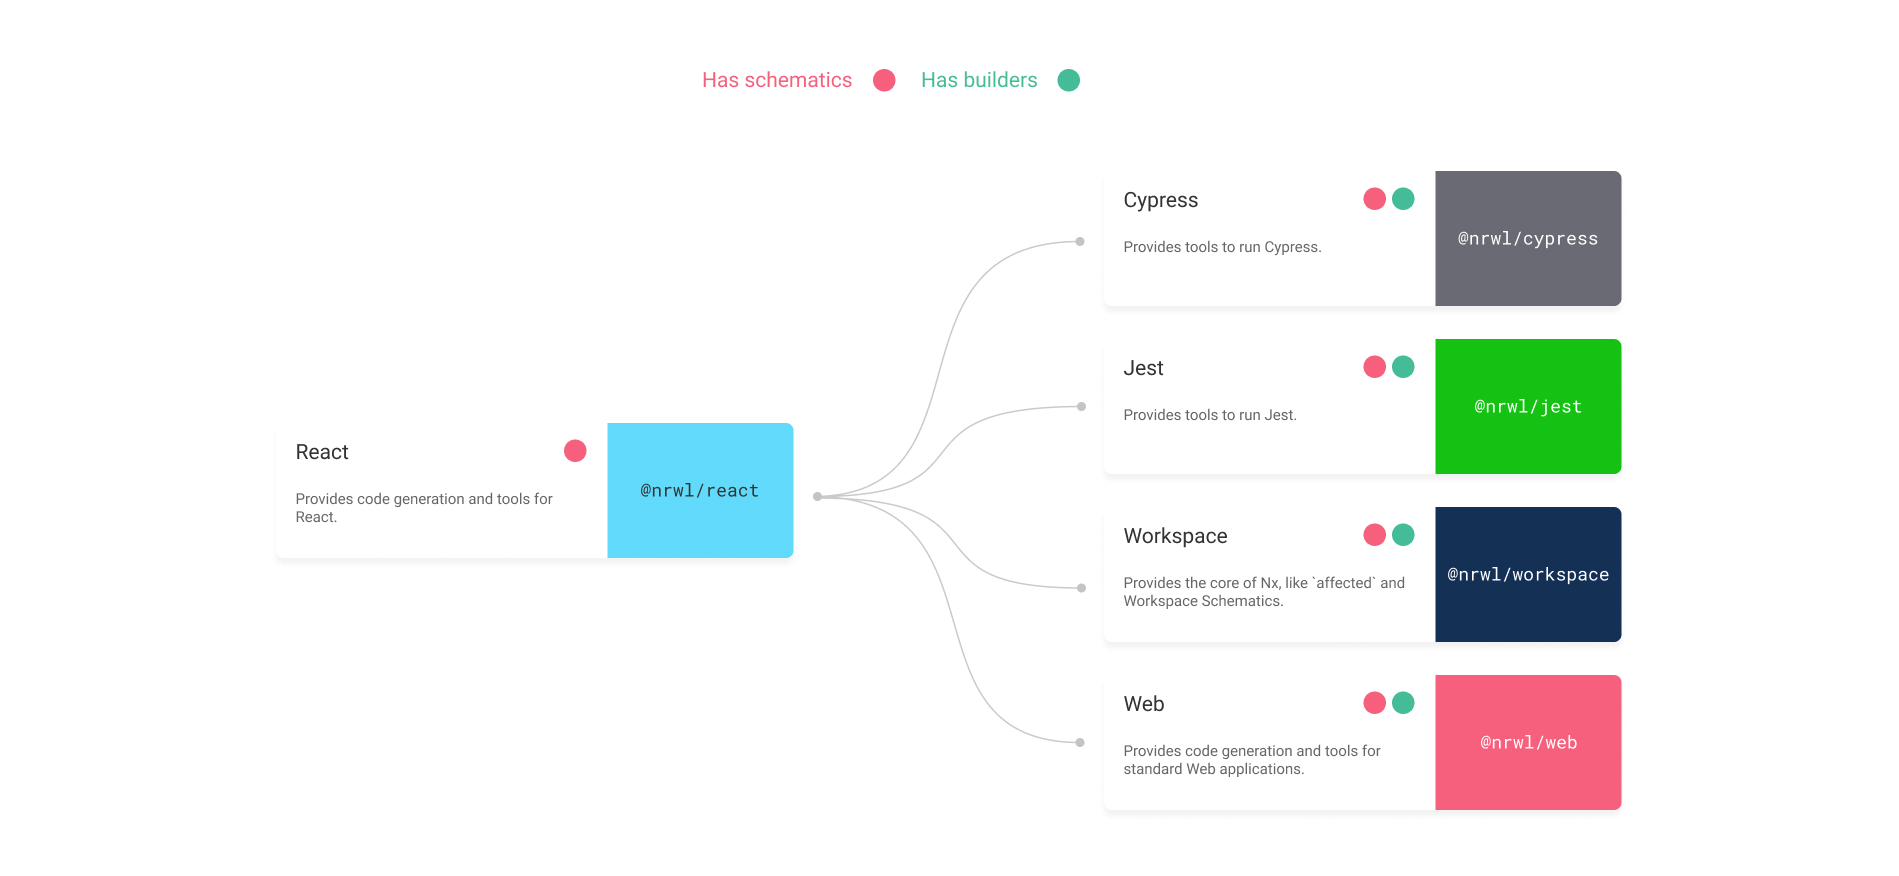 Has schematics
Has builders
React
Provides code generation and tools for
React.
@nrwl/react
Cypress
Provides tools to run Cypress.
@nrwl/cypress
Jest
Provides tools to run Jest.
@nrwl/jest
Workspace
Provides the core of Nx, like `affected` and
Workspace Schematics.
@nrwl/workspace
Web
Provides code generation and tools for
standard Web applications.
@nrwl/web